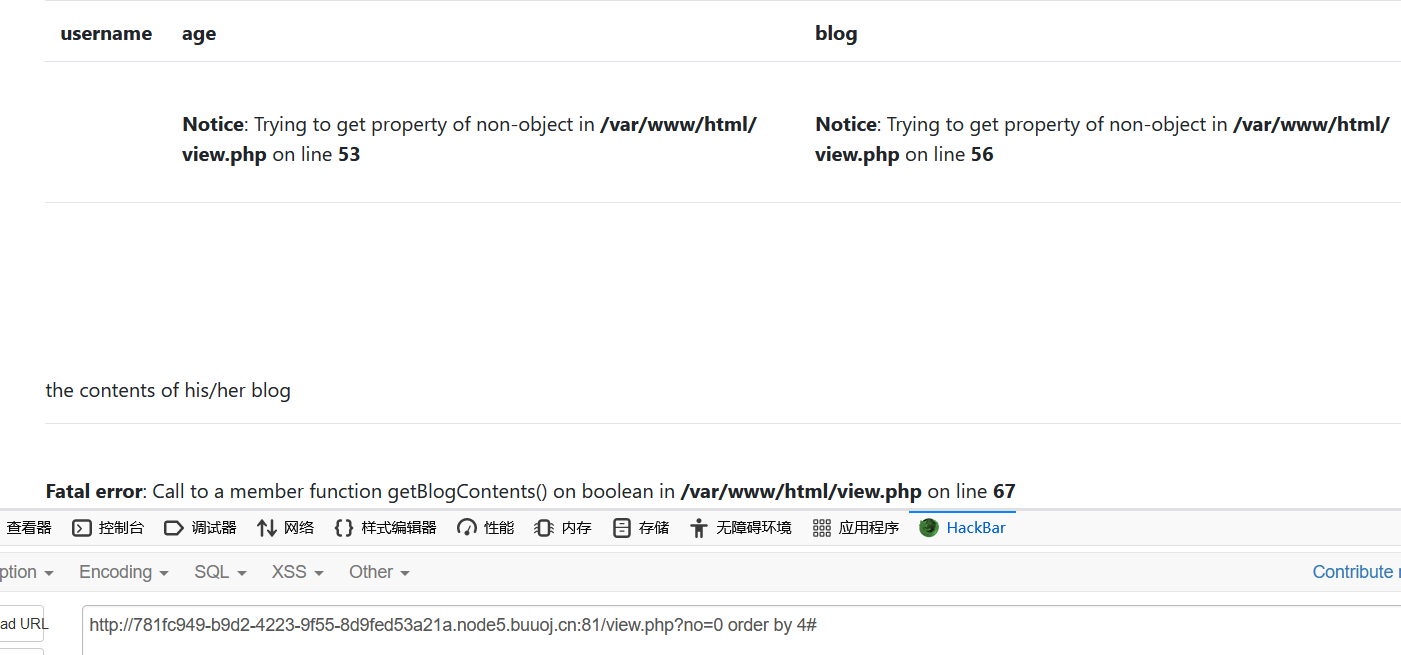 username age blog
Notice: Trying to get property of non-object in /var/www/html/
view.php on line 53
Notice: Trying to get property of non-object in /var/www/html/
view.php on line 56
the contents of his/her blog
Fatal error: Call to a member function getBlogContents() on boolean in /var/www/html/view.php on line 67
查看器 控制台 调试器 网络 样式编辑器 性能 内存 存储 无障碍环境 应用程序 HackBar
ption Encoding SQL XSS Other Contribute
ad URL
http://781fc949-b9d2-4223-9f55-8d9fed53a21a.node5.buuoj.cn:81/view.php?no=0 order by 4#